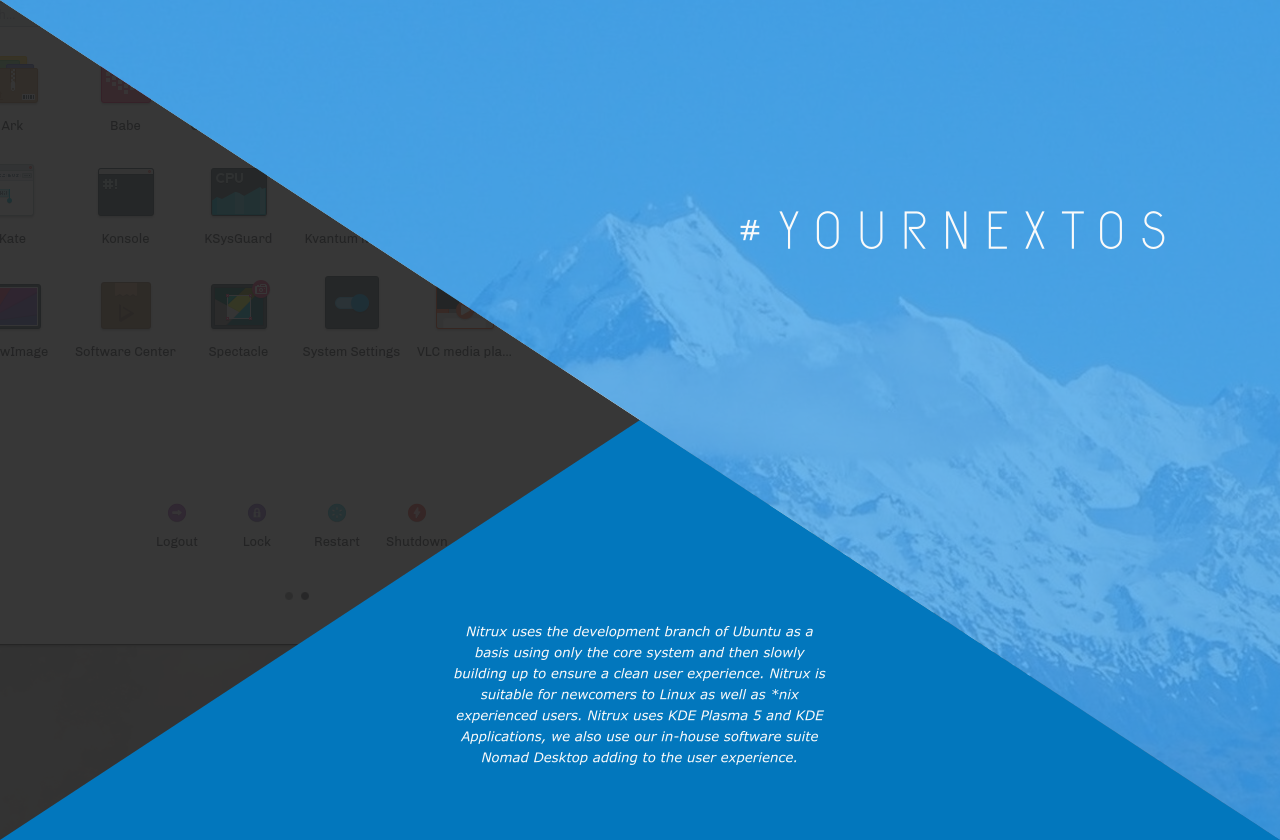 Ark
Babe
#YOURNEXTOS
#!
CPU
Kate
Konsole
KSysGuard
Kvantum
wImage
Software Center
Spectacle
System Settings
VLC media pla...
Logout
Lock
Restart
Shutdown
Nitrux uses the development branch of Ubuntu as a
basis using only the core system and then slowly
building up to ensure a clean user experience. Nitrux is
suitable for newcomers to Linux as well as *nix
experienced users. Nitrux uses KDE Plasma 5 and KDE
Applications, we also use our in-house software suite
Nomad Desktop adding to the user experience.